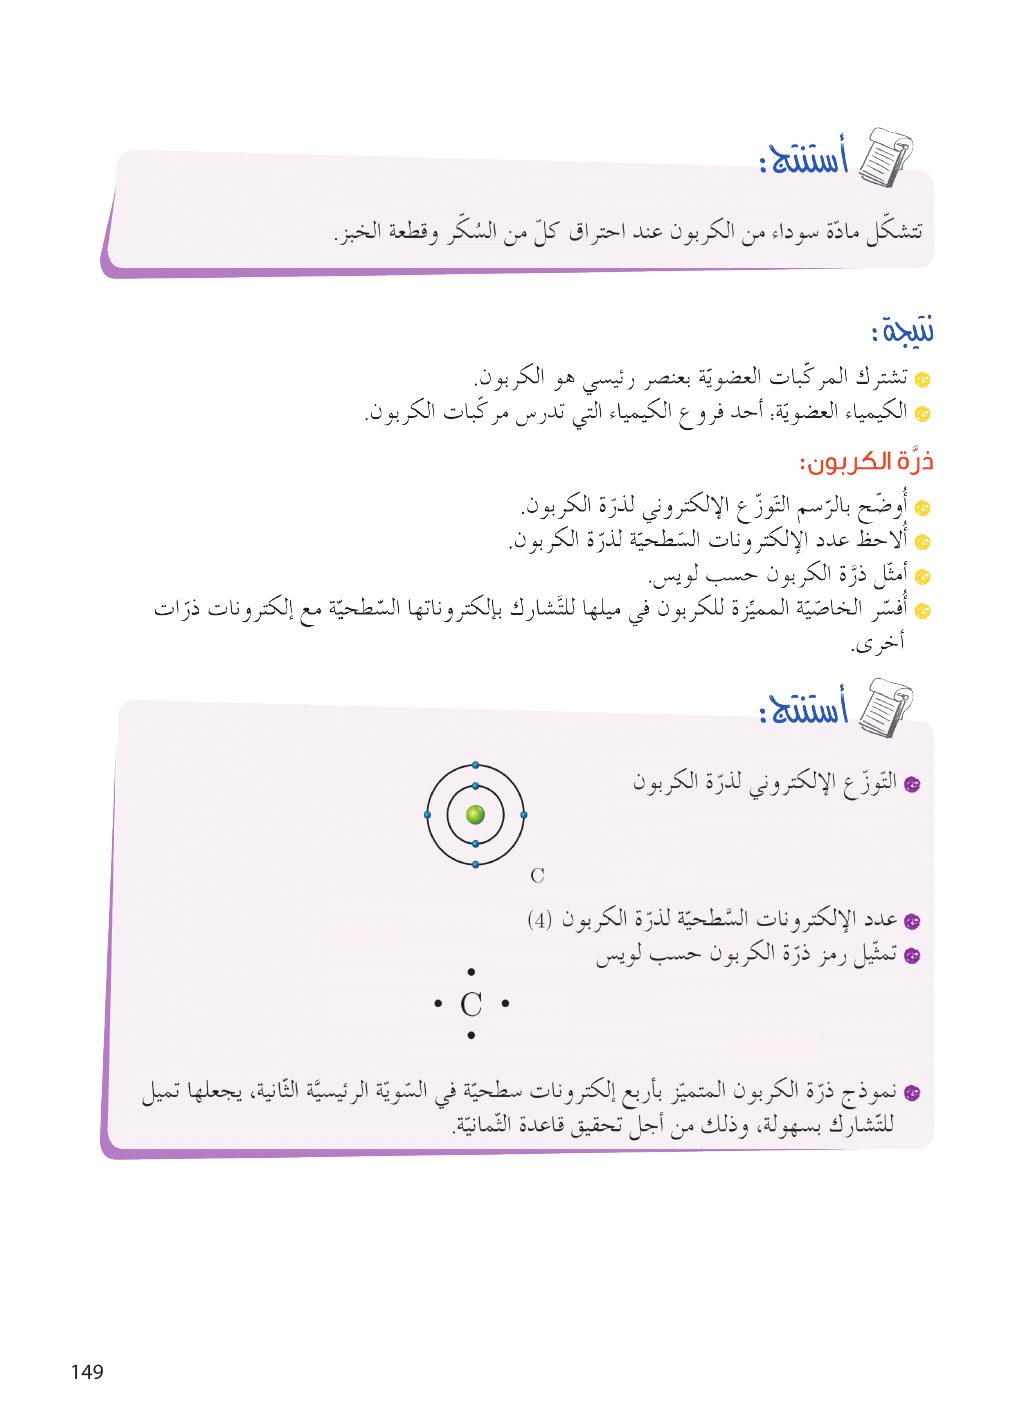 أستنتج:
تتشكّل مادّة سوداء من الكربون عند احتراق كلّ من السُكّر وقطعة الخبز.
نتيجة:
تشترك المركّبات العضويّة بعنصر رئيسي هو الكربون.
الكيمياء العضويّة: أحد فروع الكيمياء التي تدرس مركّبات الكربون.
ذرَّة الكربون:
أُوضّح بالرّسم التّوزّع الإلكتروني لذرّة الكربون.
أُلاحظ عدد الإلكترونات السّطحيّة لذرّة الكربون.
أمثّل ذرَّة الكربون حسب لويس.
أُفسّر الخاصّيّة المميِّزة للكربون في ميلها للتَّشارك بإلكتروناتها السّطحيّة مع إلكترونات ذرّات
أخرى.
أستنتج:
التّوزّع الإلكتروني لذرّة الكربون
C
عدد الإلكترونات السَّطحيّة لذرّة الكربون (4)
تمثّيل رمز ذرّة الكربون حسب لويس
C
نموذج ذرّة الكربون المتميّز بأربع إلكترونات سطحيّة في السّويّة الرئيسيَّة الثّانية، يجعلها تميل
للتّشارك بسهولة، وذلك من أجل تحقيق قاعدة الثّمانيّة.
149